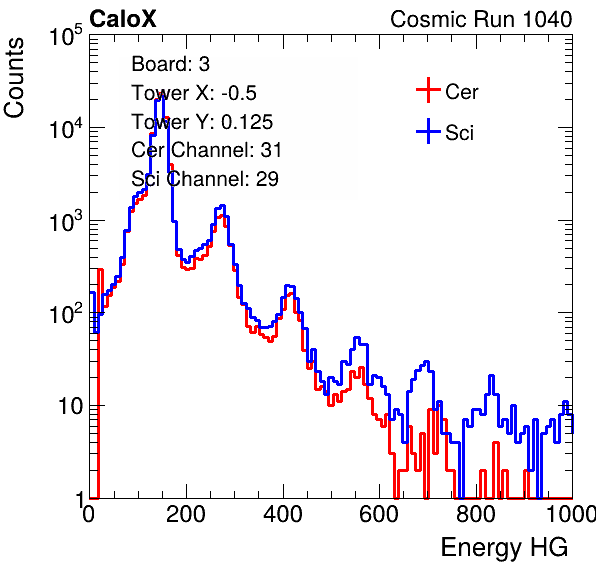 CaloX Cosmic Run 1040
Counts
Board: 3
Tower X: -0.5
Tower Y: 0.125
Cer Channel: 31
Sci Channel: 29
Cer
Sci
10^5
10^4
10^3
10^2
10
1
0 200 400 600 800 1000
Energy HG